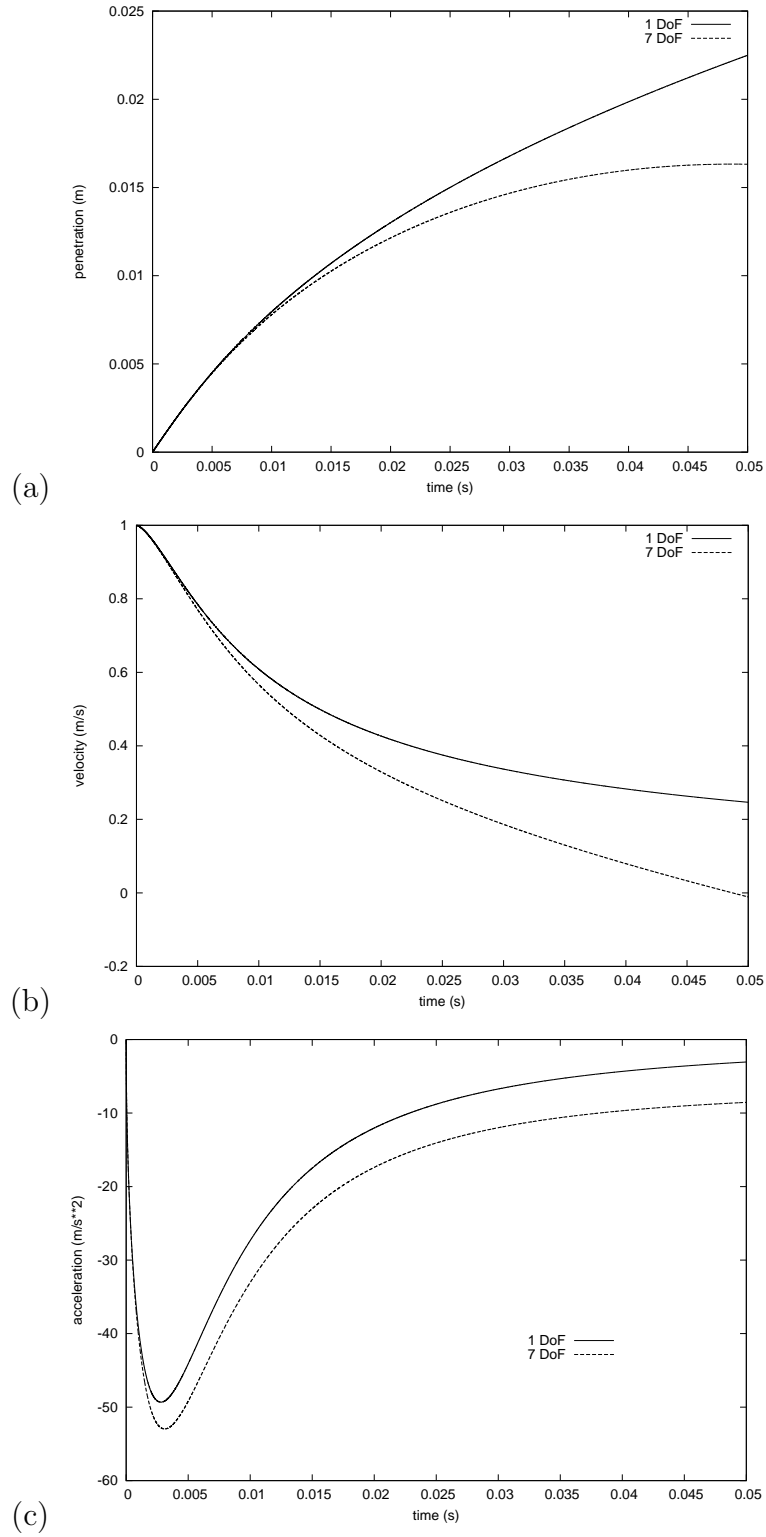 0.025
1 DoF
7 DoF
0.02
0.015
penetration (m)
0.01
0.005
0
0 0.005 0.01 0.015 0.02 0.025 0.03 0.035 0.04 0.045 0.05
time (s)
(a)
1
1 DoF
7 DoF
0.8
0.6
velocity (m/s)
0.4
0.2
0
-0.2
0 0.005 0.01 0.015 0.02 0.025 0.03 0.035 0.04 0.045 0.05
time (s)
(b)
0
-10
-20
acceleration (m/s**2)
-30
-40
1 DoF
7 DoF
-50
-60
0 0.005 0.01 0.015 0.02 0.025 0.03 0.035 0.04 0.045 0.05
time (s)
(c)